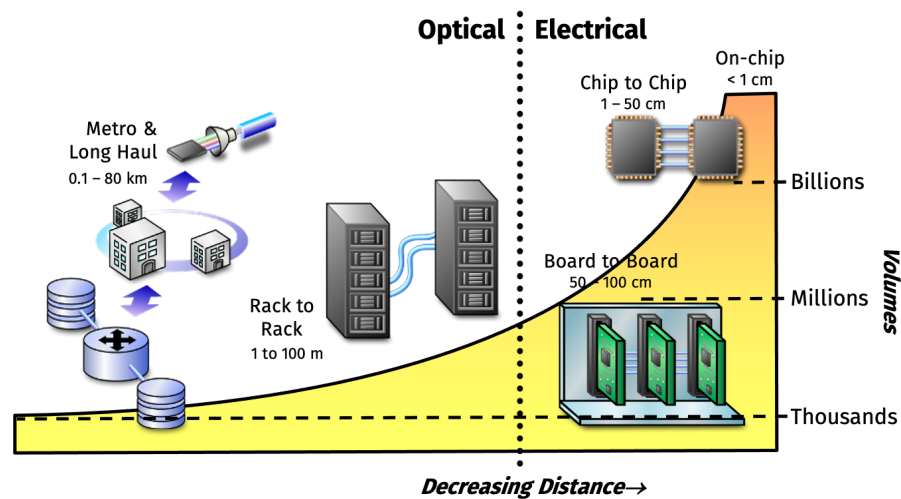 Optical
Electrical
On-chip
< 1 cm
Chip to Chip
1 – 50 cm
Metro &
Long Haul
0.1 – 80 km
Billions
Board to Board
50 – 100 cm
Millions
Volumes
Rack to
Rack
1 to 100 m
Thousands
Decreasing Distance→